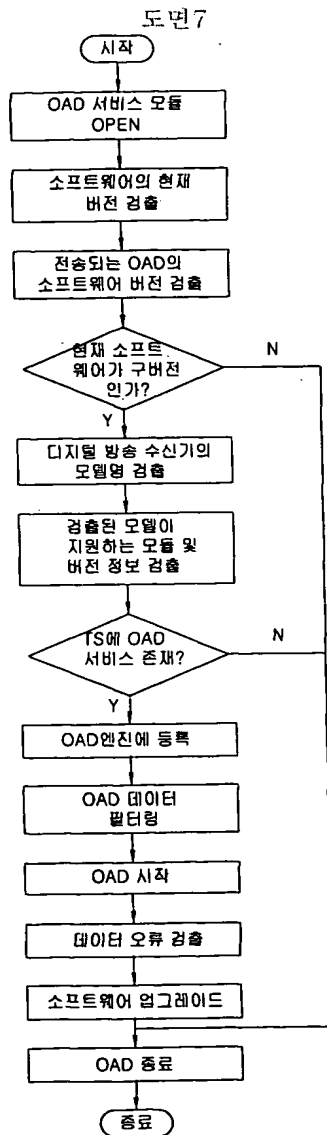 도면7
시작
OAD 서비스 모듈
OPEN
소프트웨어의 현재
버전 검출
전송되는 OAD의
소프트웨어 버전 검출
현재 소프트
웨어가 구버전
인가?
N
Y
디지털 방송 수신기의
모델명 검출
검출된 모델이
지원하는 모듈 및
버전 정보 검출
TS에 OAD
서비스 존재?
N
Y
OAD엔진에 등록
OAD 데이터
필터링
OAD 시작
데이터 오류 검출
소프트웨어 업그레이드
OAD 종료
종료